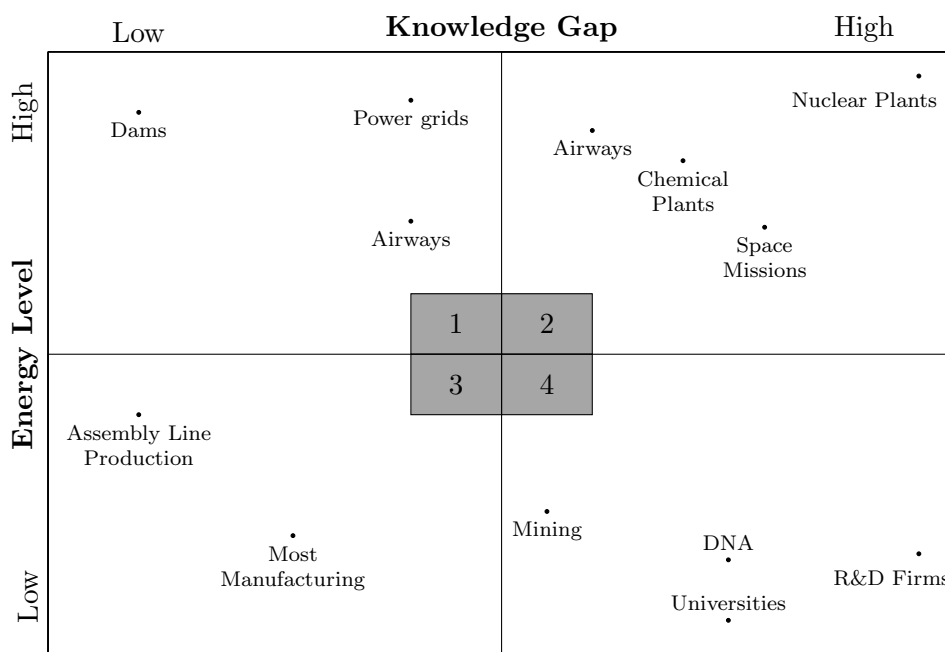 Low
Knowledge Gap
High
High
Energy Level
Low
Dams
Power grids
Airways
Airways
Chemical
Plants
Nuclear Plants
Space
Missions
1
2
3
4
Assembly Line
Production
Most
Manufacturing
Mining
DNA
Universities
R&D Firms